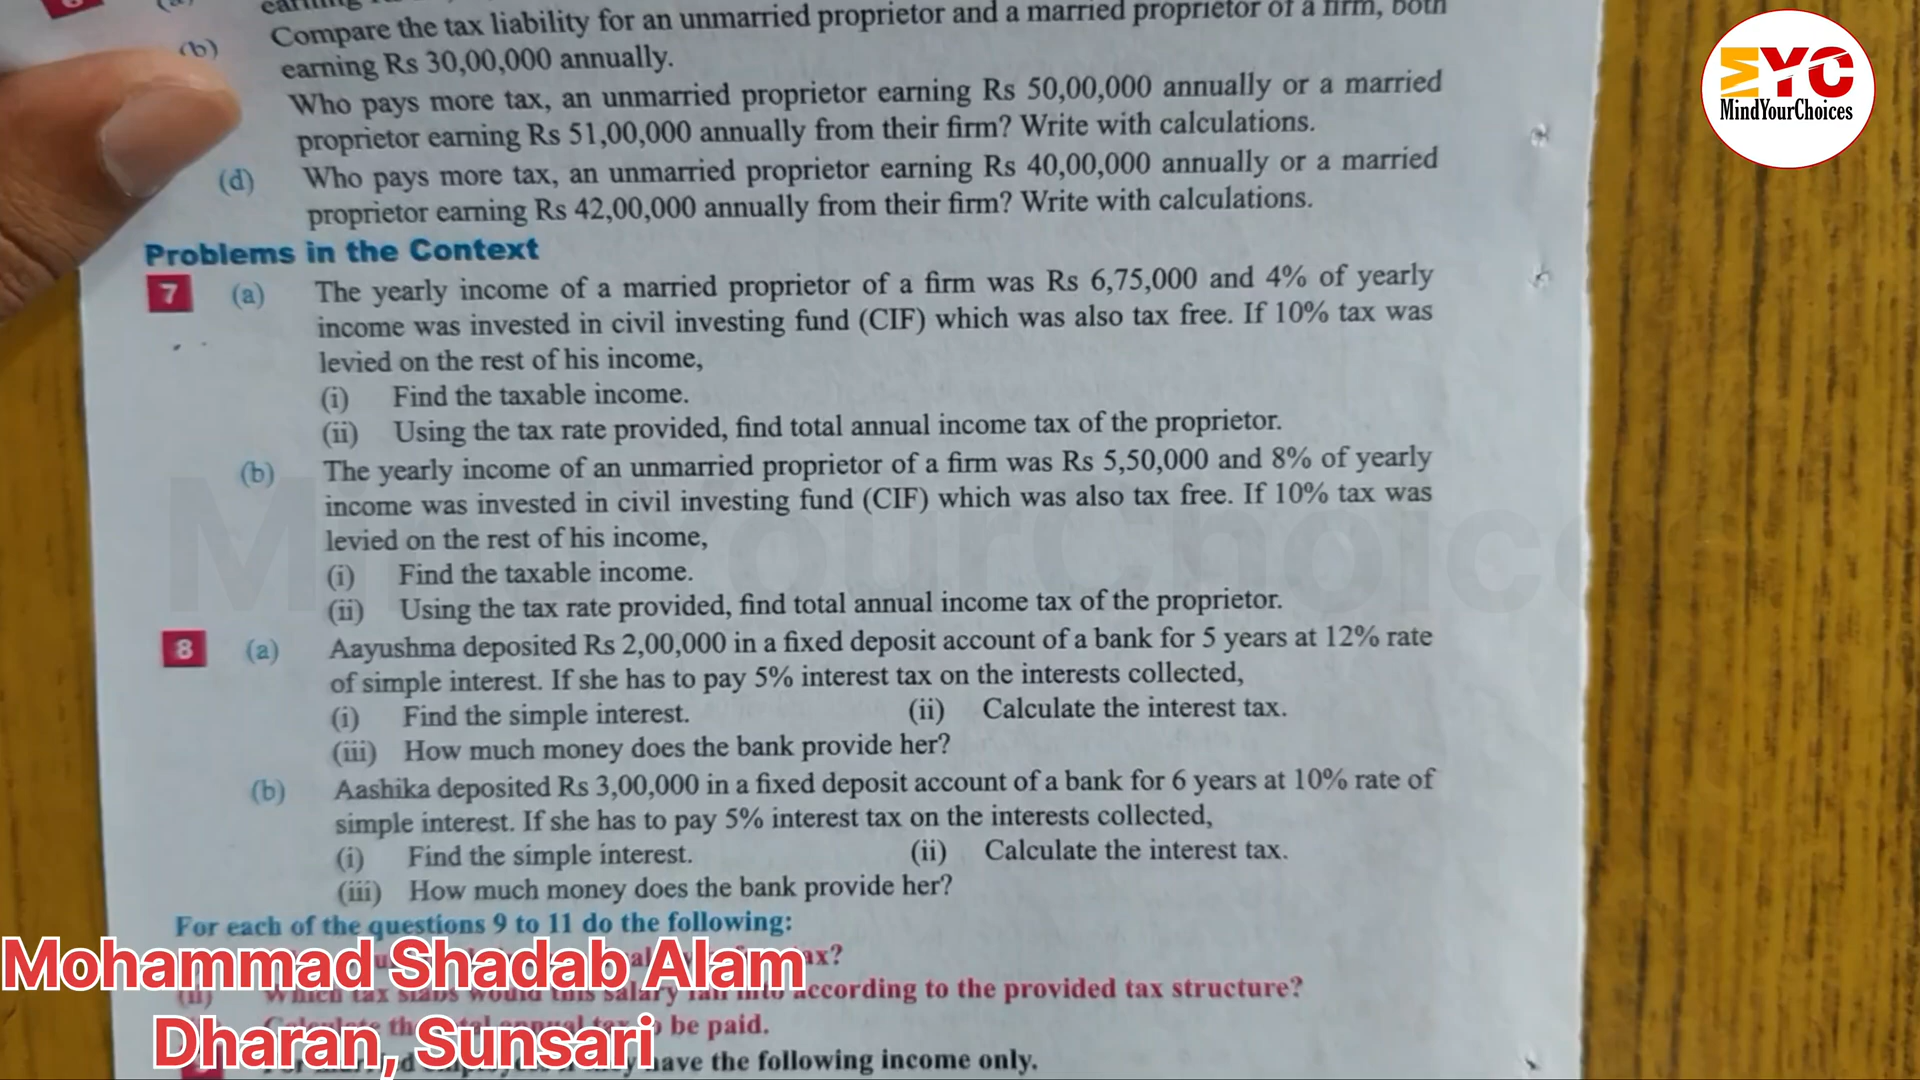 (b) Compare the tax liability for an unmarried proprietor and a married proprietor of a firm, both
earning Rs 30,00,000 annually.
Who pays more tax, an unmarried proprietor earning Rs 50,00,000 annually or a married
proprietor earning Rs 51,00,000 annually from their firm? Write with calculations.
(d) Who pays more tax, an unmarried proprietor earning Rs 40,00,000 annually or a married
proprietor earning Rs 42,00,000 annually from their firm? Write with calculations.
MYC
MindYourChoices
Problems in the Context
7 (a) The yearly income of a married proprietor of a firm was Rs 6,75,000 and 4% of yearly
income was invested in civil investing fund (CIF) which was also tax free. If 10% tax was
levied on the rest of his income,
(i) Find the taxable income.
(ii) Using the tax rate provided, find total annual income tax of the proprietor.
(b) The yearly income of an unmarried proprietor of a firm was Rs 5,50,000 and 8% of yearly
income was invested in civil investing fund (CIF) which was also tax free. If 10% tax was
levied on the rest of his income,
(i) Find the taxable income.
(ii) Using the tax rate provided, find total annual income tax of the proprietor.
MindYourChoice
8 (a) Aayushma deposited Rs 2,00,000 in a fixed deposit account of a bank for 5 years at 12% rate
of simple interest. If she has to pay 5% interest tax on the interests collected,
(i) Find the simple interest. (ii) Calculate the interest tax.
(iii) How much money does the bank provide her?
(b) Aashika deposited Rs 3,00,000 in a fixed deposit account of a bank for 6 years at 10% rate of
simple interest. If she has to pay 5% interest tax on the interests collected,
(i) Find the simple interest. (ii) Calculate the interest tax.
(iii) How much money does the bank provide her?
For each of the questions 9 to 11 do the following:
Mohammad Shadab Alam
(ii) Which tax slabs would this salary fall into according to the provided tax structure?
be paid.
Dharan, Sunsari
have the following income only.